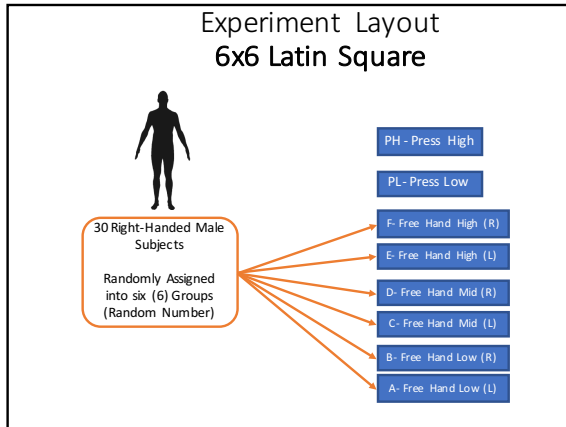 Experiment Layout
6x6 Latin Square
PH - Press High
PL- Press Low
30 Right-Handed Male
Subjects
Randomly Assigned
into six (6) Groups
(Random Number)
F- Free Hand High (R)
E- Free Hand High (L)
D- Free Hand Mid (R)
C- Free Hand Mid (L)
B- Free Hand Low (R)
A- Free Hand Low (L)